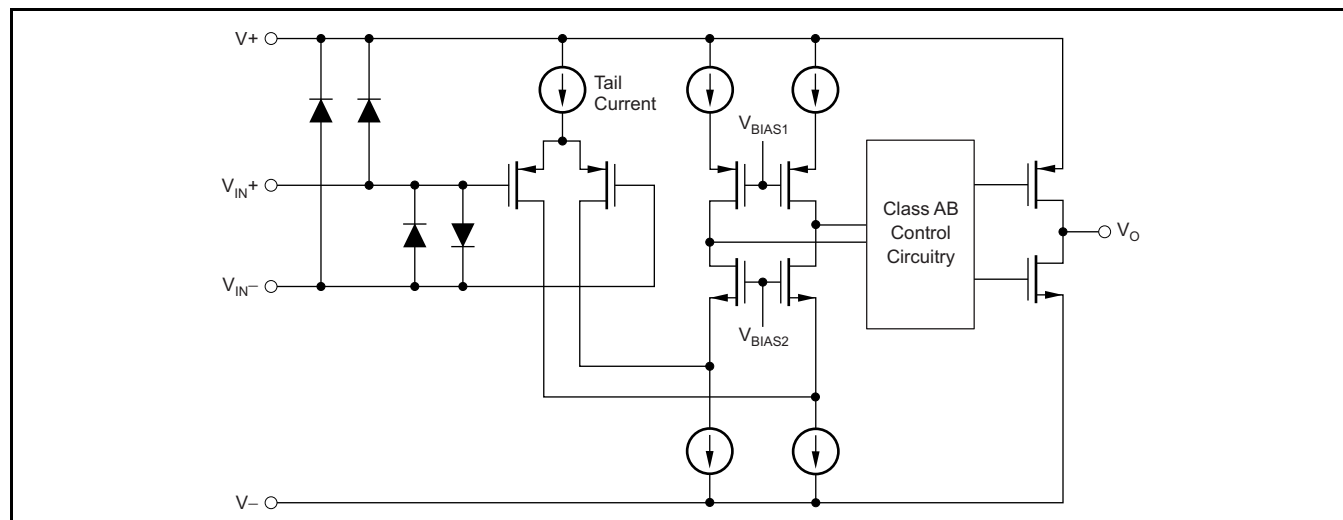 V+
Tail
Current
VBIAS1
VIN+
Class AB
Control
Circuitry
VO
VIN−
VBIAS2
V−